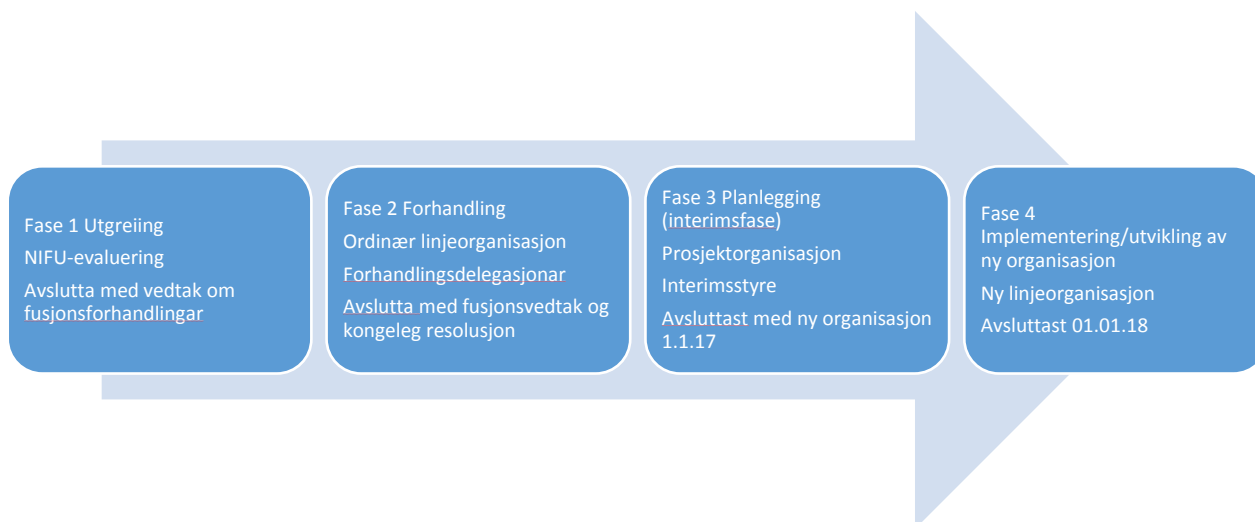 Fase 1 Utgreiing
NIFU-evaluering
Avslutta med vedtak om
fusjonsforhandlingar
Fase 2 Forhandling
Ordinær linjeorganisasjon
Forhandlingsdelegasjonar
Avslutta med fusjonsvedtak og
kongeleg resolusjon
Fase 3 Planlegging
(interimsfase)
Prosjektorganisasjon
Interimsstyre
Avsluttast med ny organisasjon
1.1.17
Fase 4
Implementering/utvikling av
ny organisasjon
Ny linjeorganisasjon
Avsluttast 01.01.18